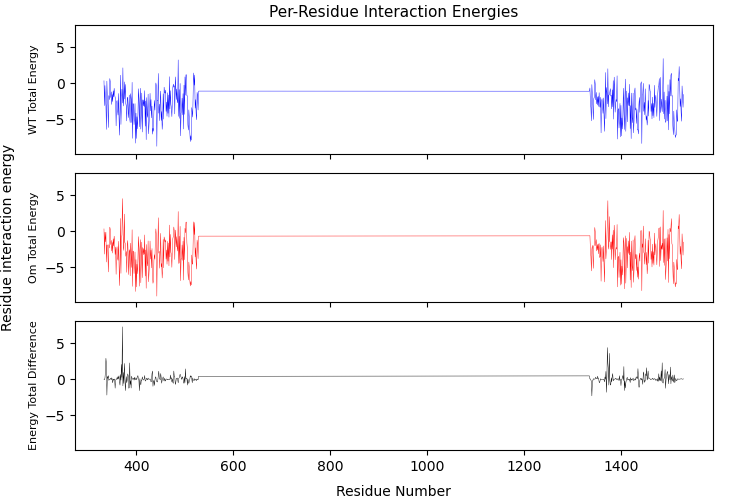 Per-Residue Interaction Energies
Residue interaction energy
WT Total Energy
5
0
−5
Om Total Energy
5
0
−5
Energy Total Difference
5
0
−5
400 600 800 1000 1200 1400
Residue Number